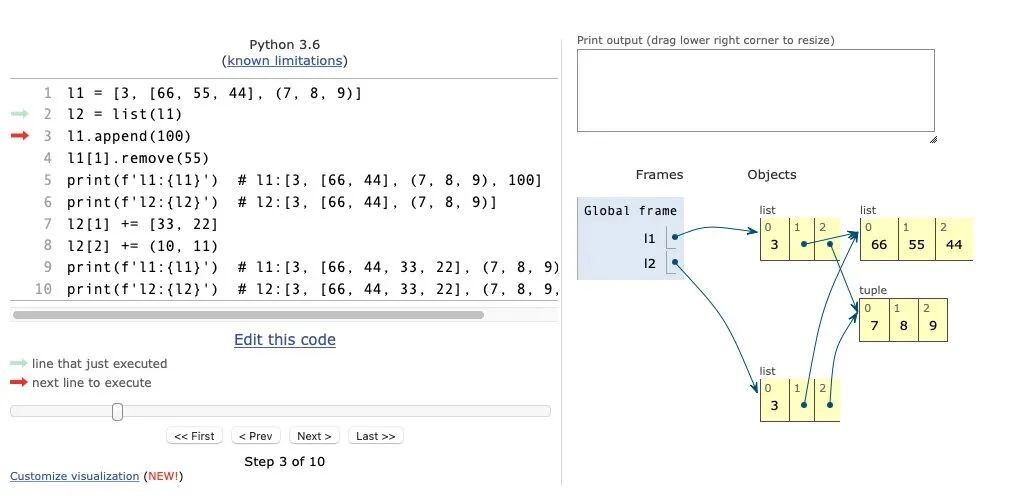 Python 3.6
(known limitations)
1 l1 = [3, [66, 55, 44], (7, 8, 9)]
2 l2 = list(l1)
3 l1.append(100)
4 l1[1].remove(55)
5 print(f'l1:{l1}')  # l1:[3, [66, 44], (7, 8, 9), 100]
6 print(f'l2:{l2}')  # l2:[3, [66, 44], (7, 8, 9)]
7 l2[1] += [33, 22]
8 l2[2] += (10, 11)
9 print(f'l1:{l1}')  # l1:[3, [66, 44, 33, 22], (7, 8, 9)
10 print(f'l2:{l2}')  # l2:[3, [66, 44, 33, 22], (7, 8, 9,
Edit this code
line that just executed
next line to execute
<< First
< Prev
Next >
Last >>
Step 3 of 10
Customize visualization (NEW!)
Print output (drag lower right corner to resize)
Frames
Objects
Global frame
l1
l2
list
0 1 2
3
list
0 1 2
66 55 44
tuple
0 1 2
7 8 9
list
0 1 2
3